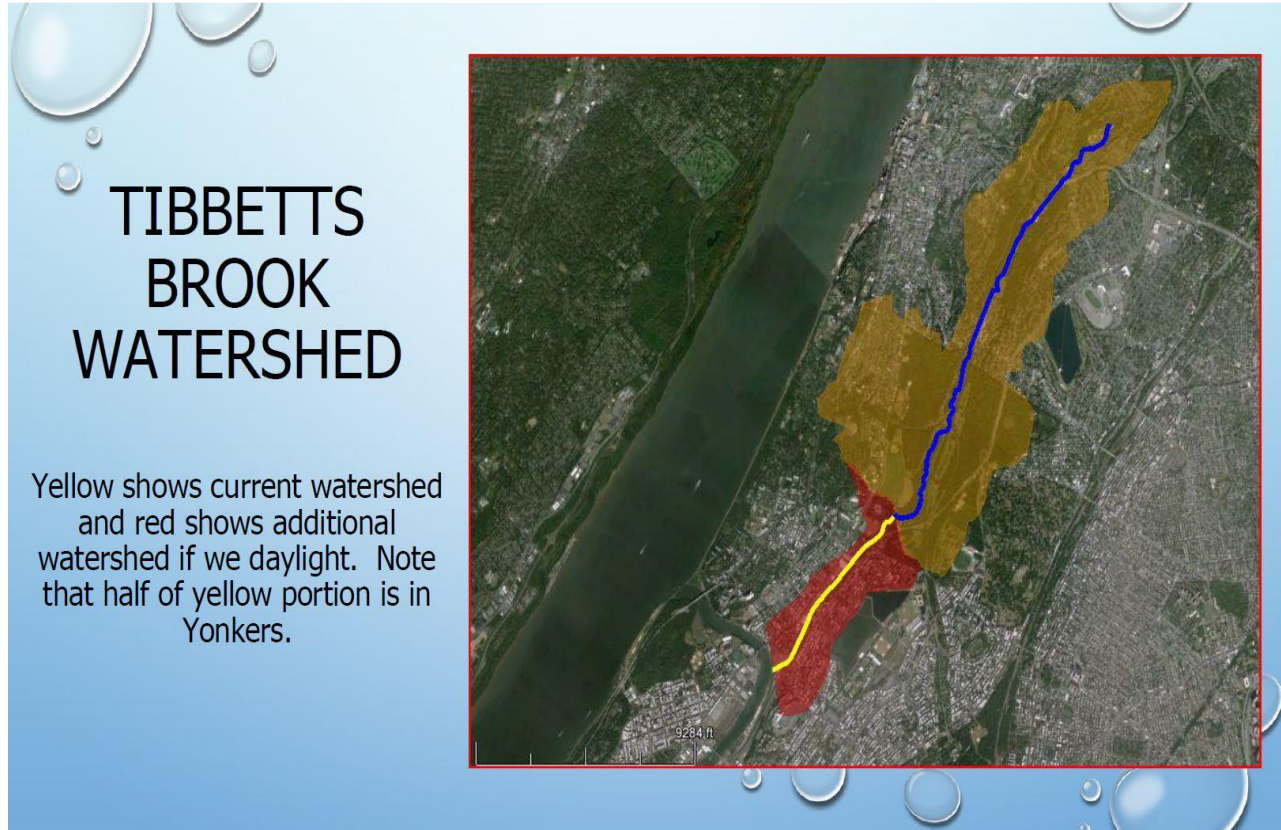 TIBBETTS
BROOK
WATERSHED
Yellow shows current watershed
and red shows additional
watershed if we daylight.  Note
that half of yellow portion is in
Yonkers.
9284 ft